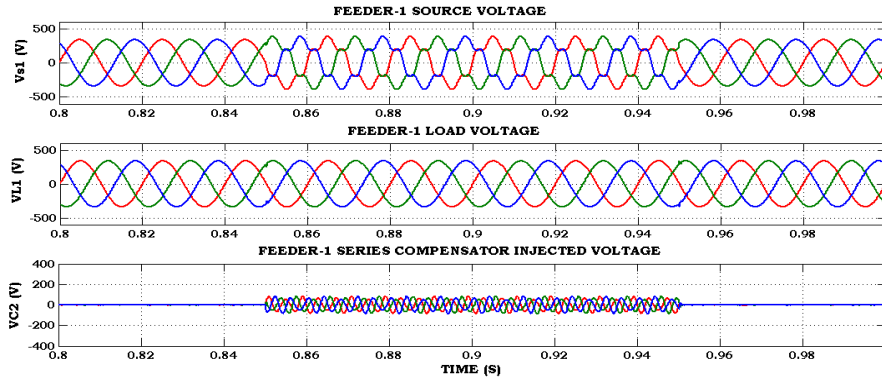 FEEDER-1 SOURCE VOLTAGE
500
0
-500
Vs1 (V)
0.8 0.82 0.84 0.86 0.88 0.9 0.92 0.94 0.96 0.98
FEEDER-1 LOAD VOLTAGE
500
0
-500
VL1 (V)
0.8 0.82 0.84 0.86 0.88 0.9 0.92 0.94 0.96 0.98
FEEDER-1 SERIES COMPENSATOR INJECTED VOLTAGE
400
200
0
-200
-400
VC2 (V)
0.8 0.82 0.84 0.86 0.88 0.9 0.92 0.94 0.96 0.98
TIME (S)